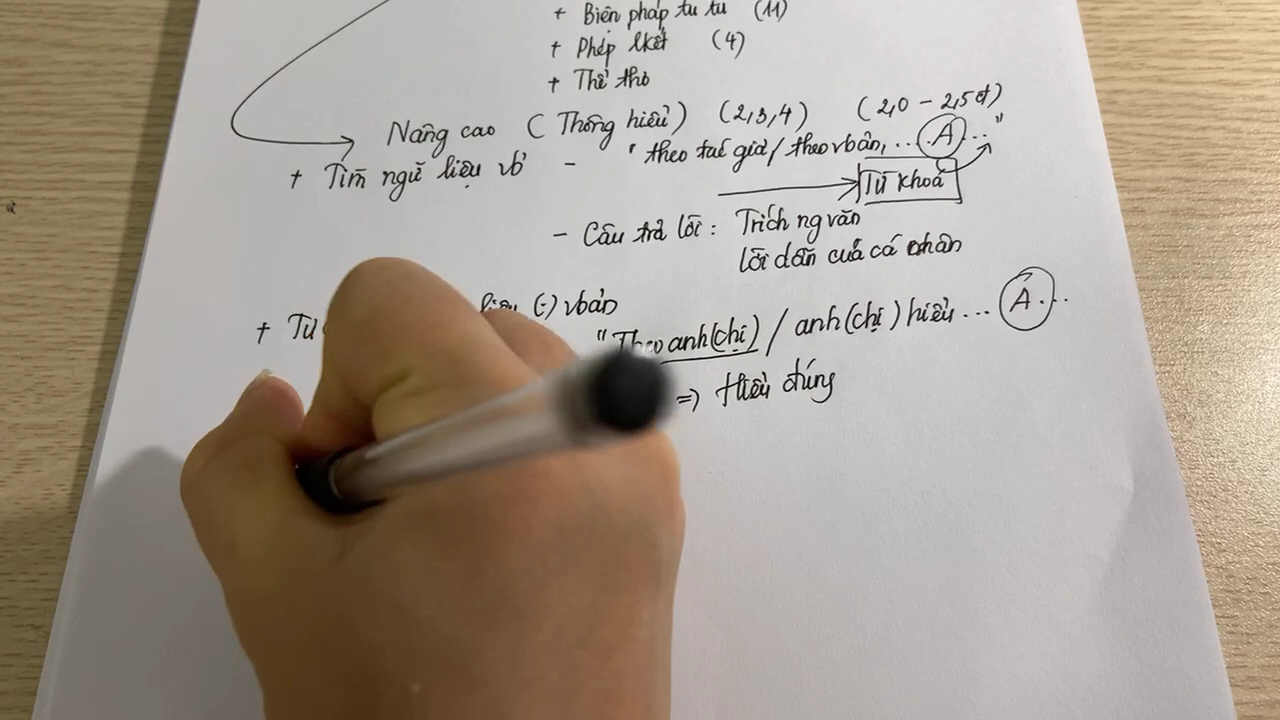 + Biện pháp tu từ (11)
+ Phép lkết (4)
+ Thể thơ
Nâng cao (Thông hiểu) (2,3,4) (2,0 - 2,5đ)
+ Tìm ngữ liệu vb - "theo tác giả/theo vbản, ... A ..."
Từ khoá
- Câu trả lời: Trích ng văn
lời dẫn của cá nhân
+ Từ liệu (-) vbản
"Theo anh(chị) / anh(chị) hiểu ... A ...
=> Hiểu đúng